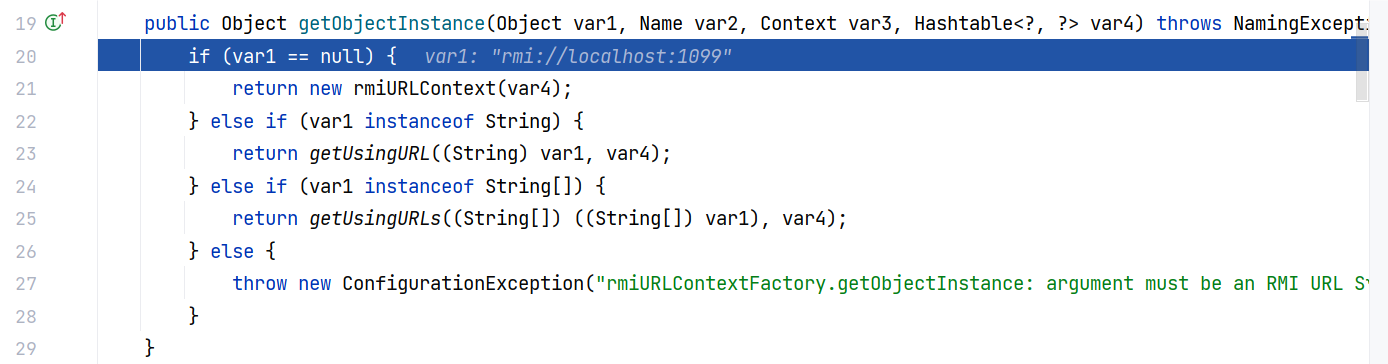 19 public Object getObjectInstance(Object var1, Name var2, Context var3, Hashtable<?, ?> var4) throws NamingExcept
20 if (var1 == null) { var1: "rmi://localhost:1099"
21 return new rmiURLContext(var4);
22 } else if (var1 instanceof String) {
23 return getUsingURL((String) var1, var4);
24 } else if (var1 instanceof String[]) {
25 return getUsingURLs((String[]) ((String[]) var1), var4);
26 } else {
27 throw new ConfigurationException("rmiURLContextFactory.getObjectInstance: argument must be an RMI URL S
28 }
29 }